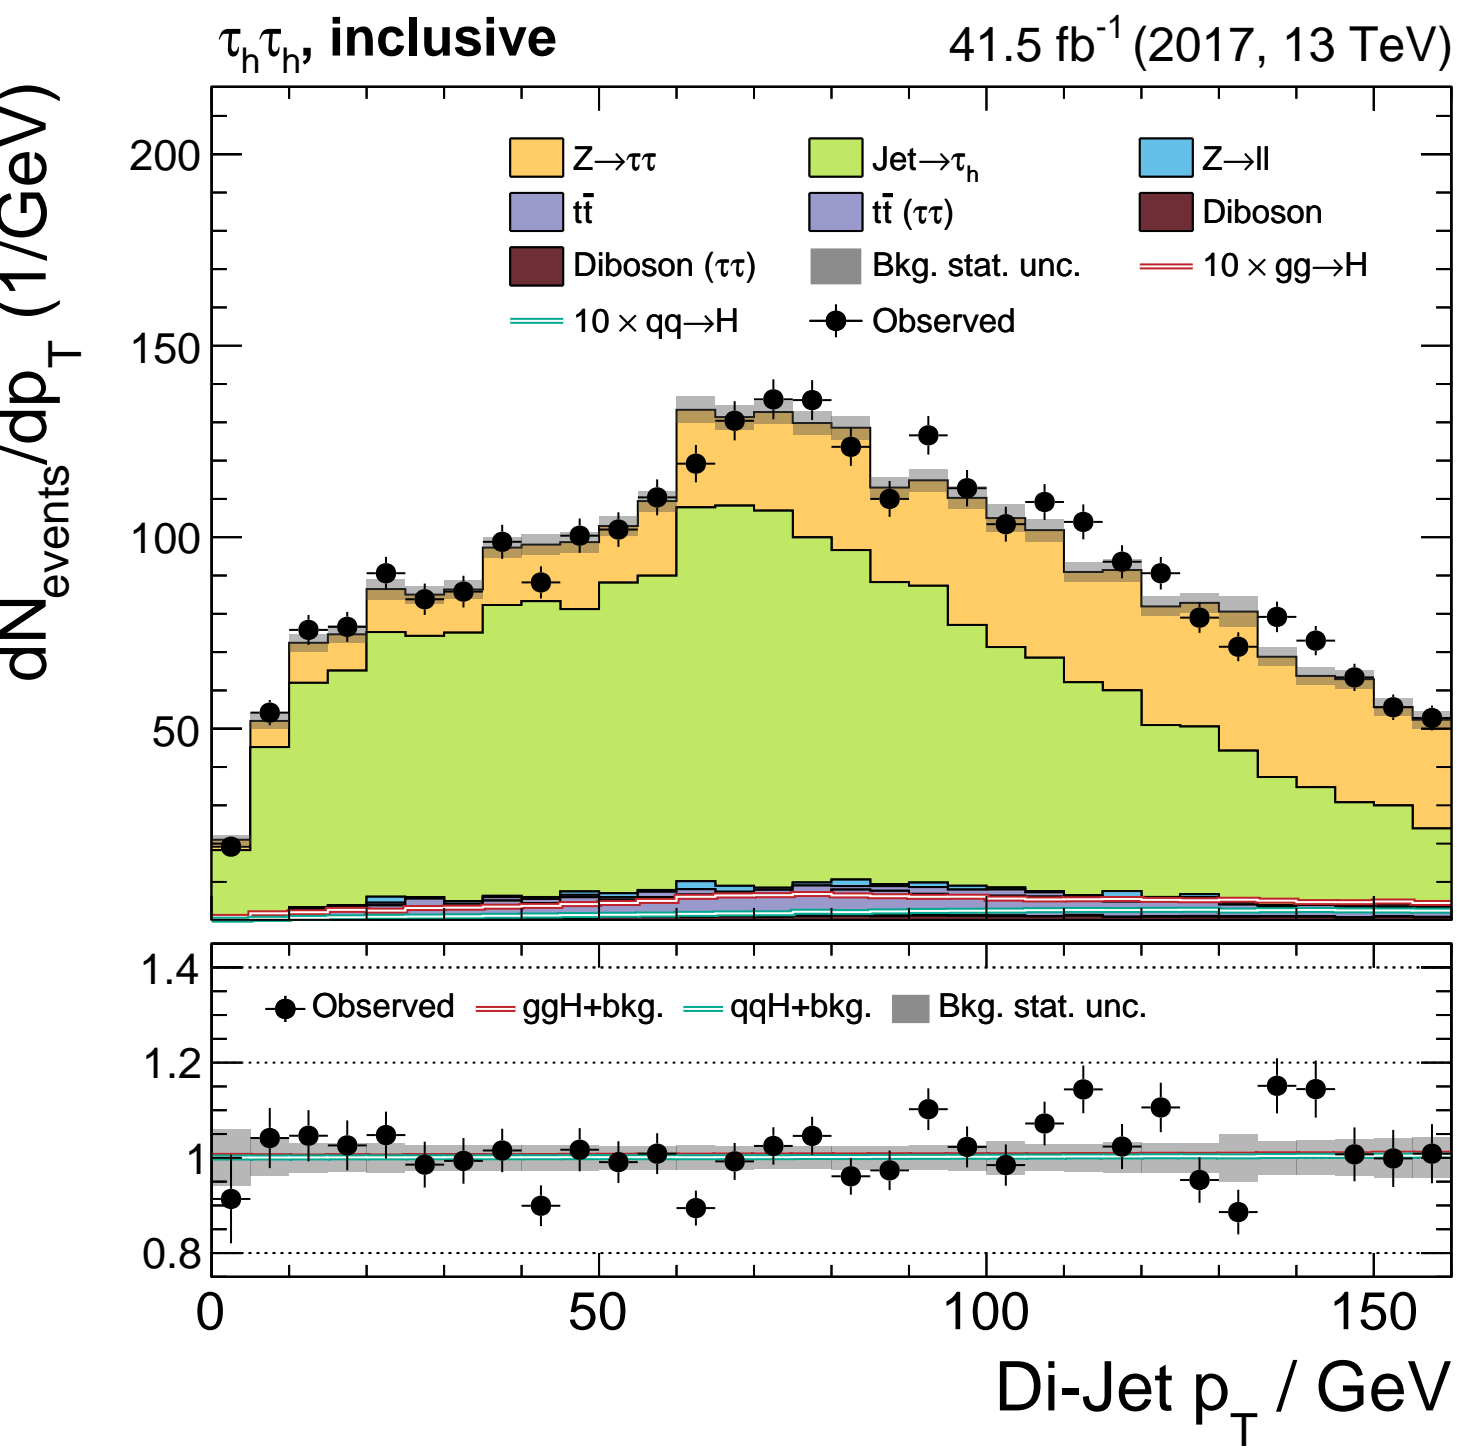 τhτh, inclusive 41.5 fb-1 (2017, 13 TeV)
dNevents/dpT (1/GeV)
200
150
100
50
Z→ττ Jet→τh Z→ll
tt̄ tt̄ (ττ) Diboson
Diboson (ττ) Bkg. stat. unc. 10 × gg→H
10 × qq→H Observed
1.4
1.2
1
0.8
Observed ggH+bkg. qqH+bkg. Bkg. stat. unc.
0 50 100 150
Di-Jet pT / GeV